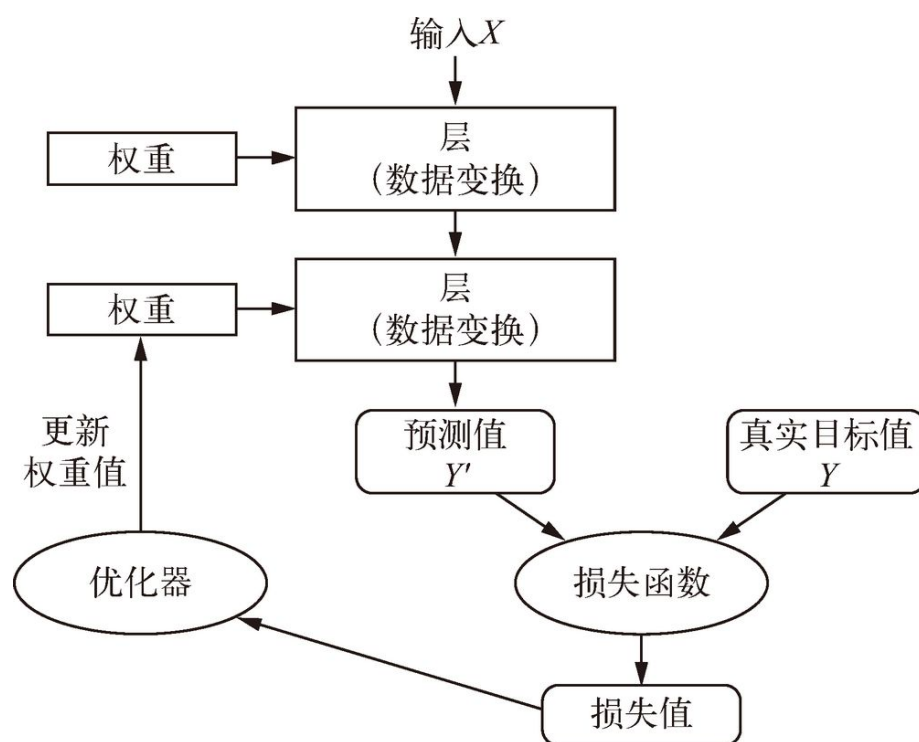 输入X
权重
层
(数据变换)
权重
层
(数据变换)
更新
权重值
预测值
Y'
真实目标值
Y
优化器
损失函数
损失值